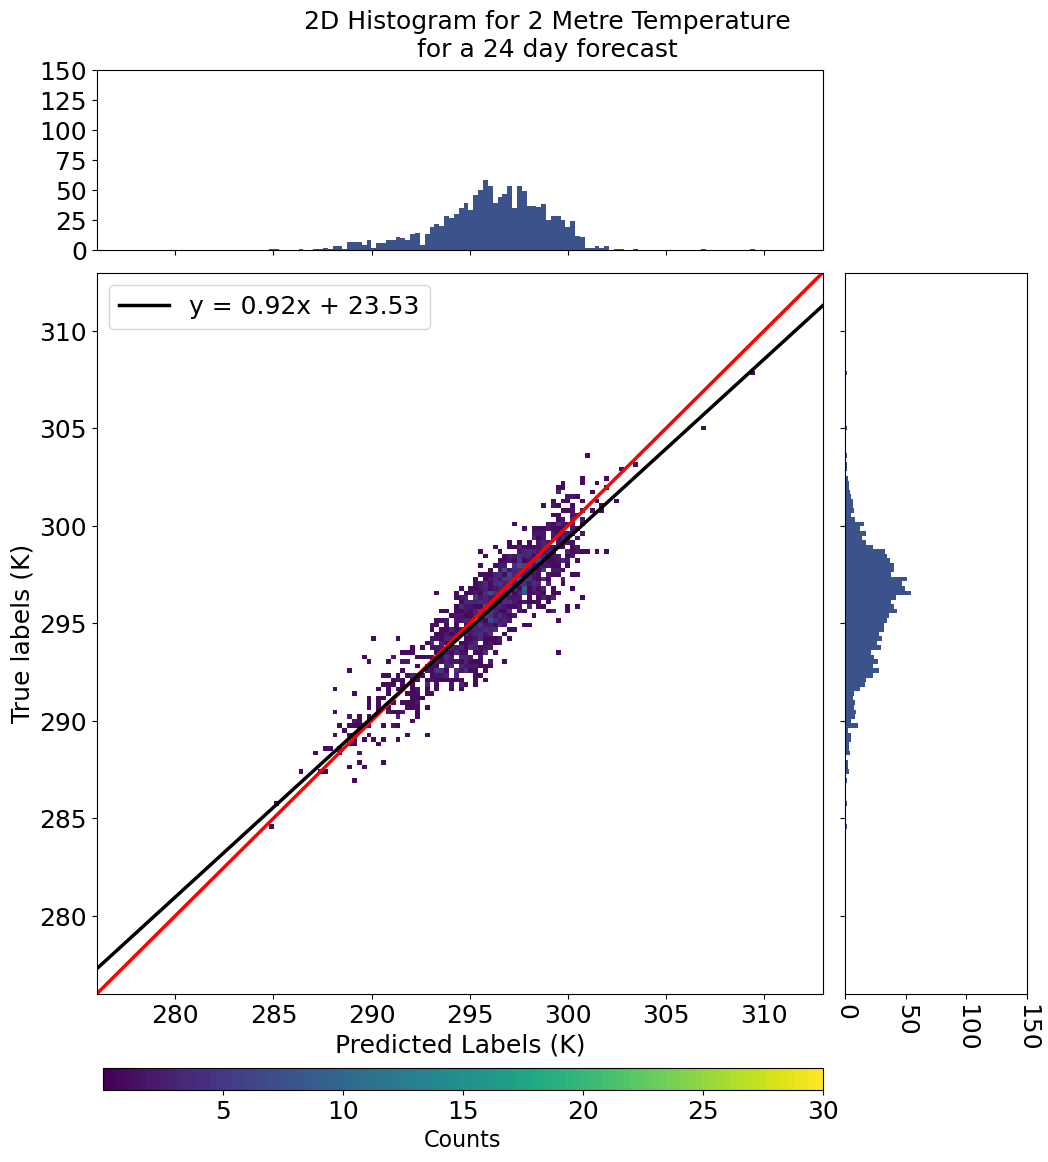 2D Histogram for 2 Metre Temperature
for a 24 day forecast
150
125
100
75
50
25
0
y = 0.92x + 23.53
310
305
300
295
290
285
280
True labels (K)
280 285 290 295 300 305 310
Predicted Labels (K)
0 50 100 150
5 10 15 20 25 30
Counts